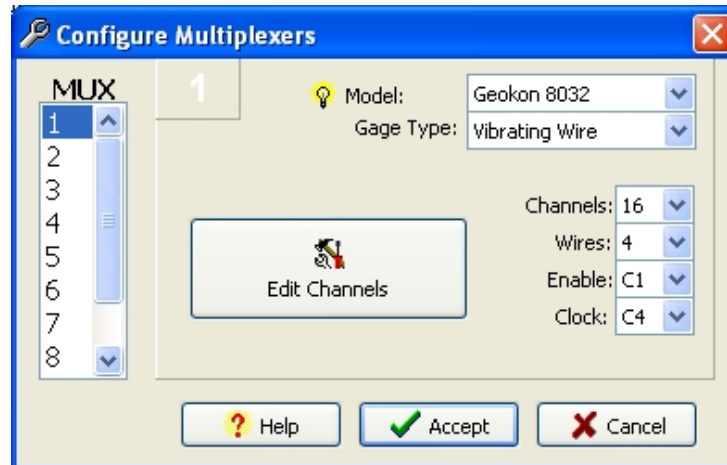 Configure Multiplexers
MUX
1
2
3
4
5
6
7
8
1
Model: Geokon 8032
Gage Type: Vibrating Wire
Channels: 16
Wires: 4
Enable: C1
Clock: C4
Edit Channels
? Help
Accept
Cancel